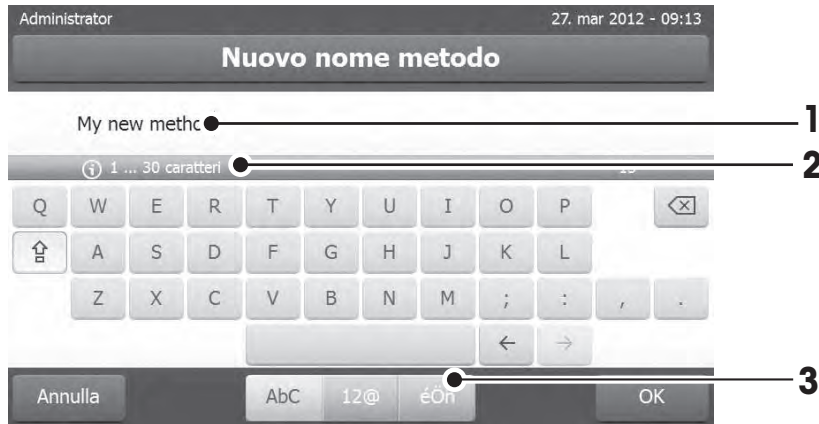 Administrator 27. mar 2012 - 09:13
Nuovo nome metodo
My new metho 1
1 ... 30 caratteri 2
Q W E R T Y U I O P
A S D F G H J K L
Z X C V B N M ; : , .
← →
Annulla AbC 12@ éÖñ OK 3